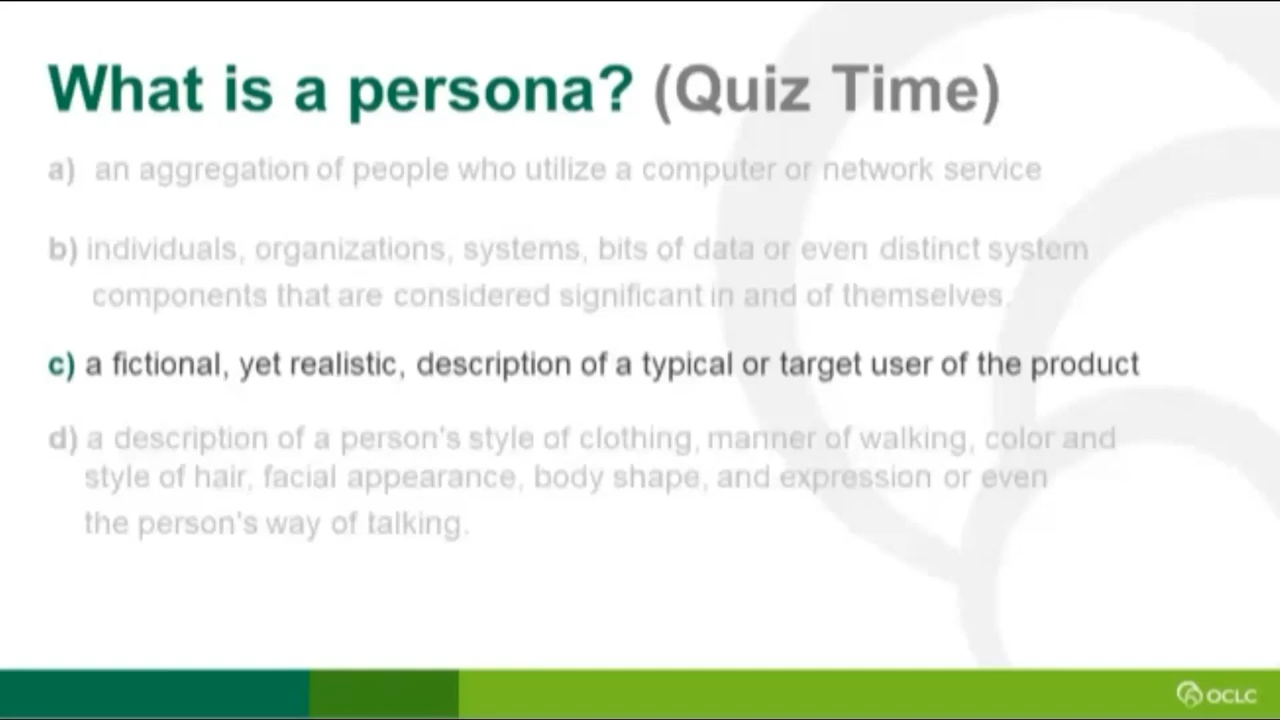 What is a persona? (Quiz Time)
a) an aggregation of people who utilize a computer or network service
b) individuals, organizations, systems, bits of data or even distinct system
components that are considered significant in and of themselves.
c) a fictional, yet realistic, description of a typical or target user of the product
d) a description of a person's style of clothing, manner of walking, color and
style of hair, facial appearance, body shape, and expression or even
the person's way of talking.
OCLC